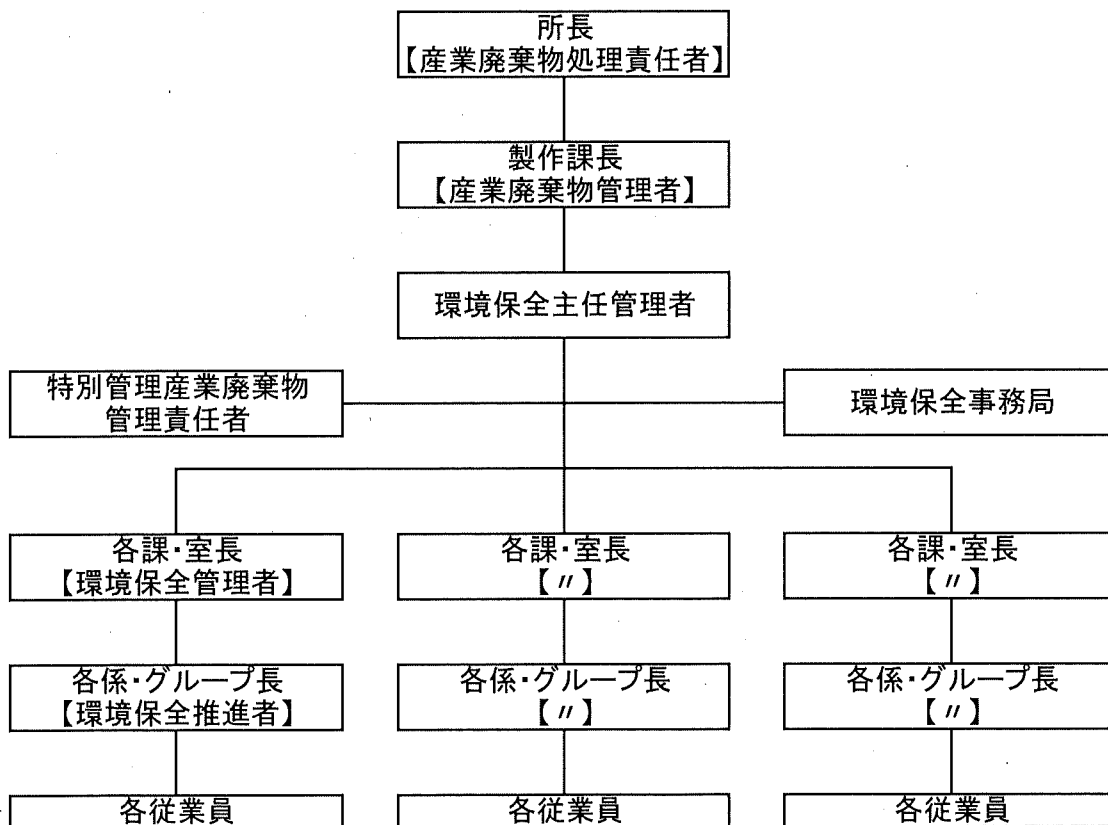 所長
【産業廃棄物処理責任者】
製作課長
【産業廃棄物管理者】
環境保全主任管理者
特別管理産業廃棄物
管理責任者
環境保全事務局
各課・室長
【環境保全管理者】
各課・室長
【〃】
各課・室長
【〃】
各係・グループ長
【環境保全推進者】
各係・グループ長
【〃】
各係・グループ長
【〃】
各従業員
各従業員
各従業員